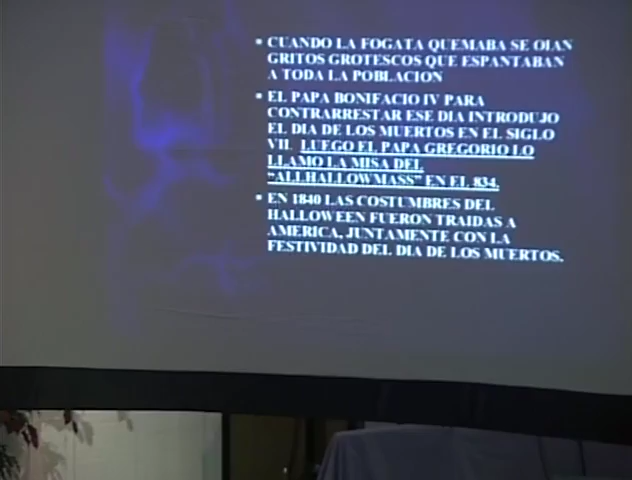 ▪ CUANDO LA FOGATA QUEMABA SE OIAN
GRITOS GROTESCOS QUE ESPANTABAN
A TODA LA POBLACION
▪ EL PAPA BONIFACIO IV PARA
CONTRARRESTAR ESE DIA INTRODUJO
EL DIA DE LOS MUERTOS EN EL SIGLO
VII. LUEGO EL PAPA GREGORIO LO
LLAMO LA MISA DEL
"ALLHALLOWMASS" EN EL 834.
▪ EN 1840 LAS COSTUMBRES DEL
HALLOWEEN FUERON TRAIDAS A
AMERICA, JUNTAMENTE CON LA
FESTIVIDAD DEL DIA DE LOS MUERTOS.